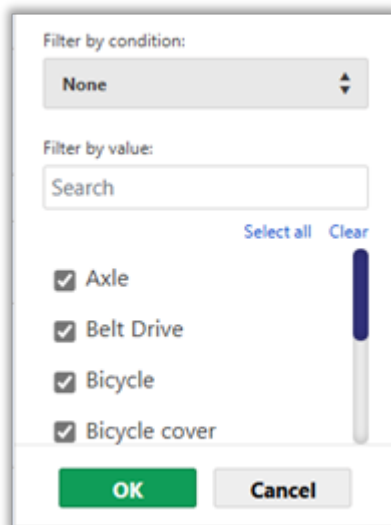 Filter by condition:
None
Filter by value:
Search
Select all Clear
Axle
Belt Drive
Bicycle
Bicycle cover
OK Cancel